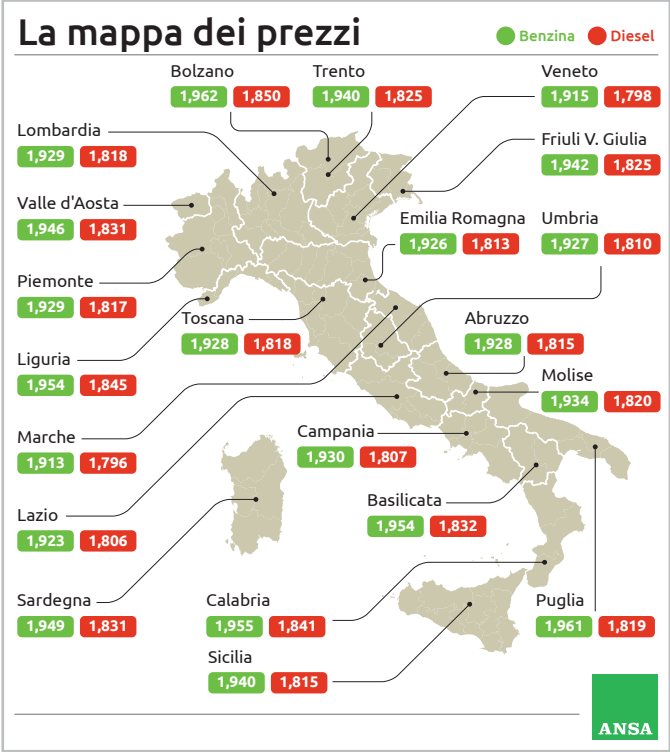 La mappa dei prezzi
Benzina Diesel
Bolzano
1,962 1,850
Trento
1,940 1,825
Veneto
1,915 1,798
Lombardia
1,929 1,818
Friuli V. Giulia
1,942 1,825
Valle d'Aosta
1,946 1,831
Emilia Romagna
1,926 1,813
Umbria
1,927 1,810
Piemonte
1,929 1,817
Toscana
1,928 1,818
Abruzzo
1,928 1,815
Liguria
1,954 1,845
Molise
1,934 1,820
Marche
1,913 1,796
Campania
1,930 1,807
Basilicata
1,954 1,832
Lazio
1,923 1,806
Sardegna
1,949 1,831
Calabria
1,955 1,841
Puglia
1,961 1,819
Sicilia
1,940 1,815
ANSA